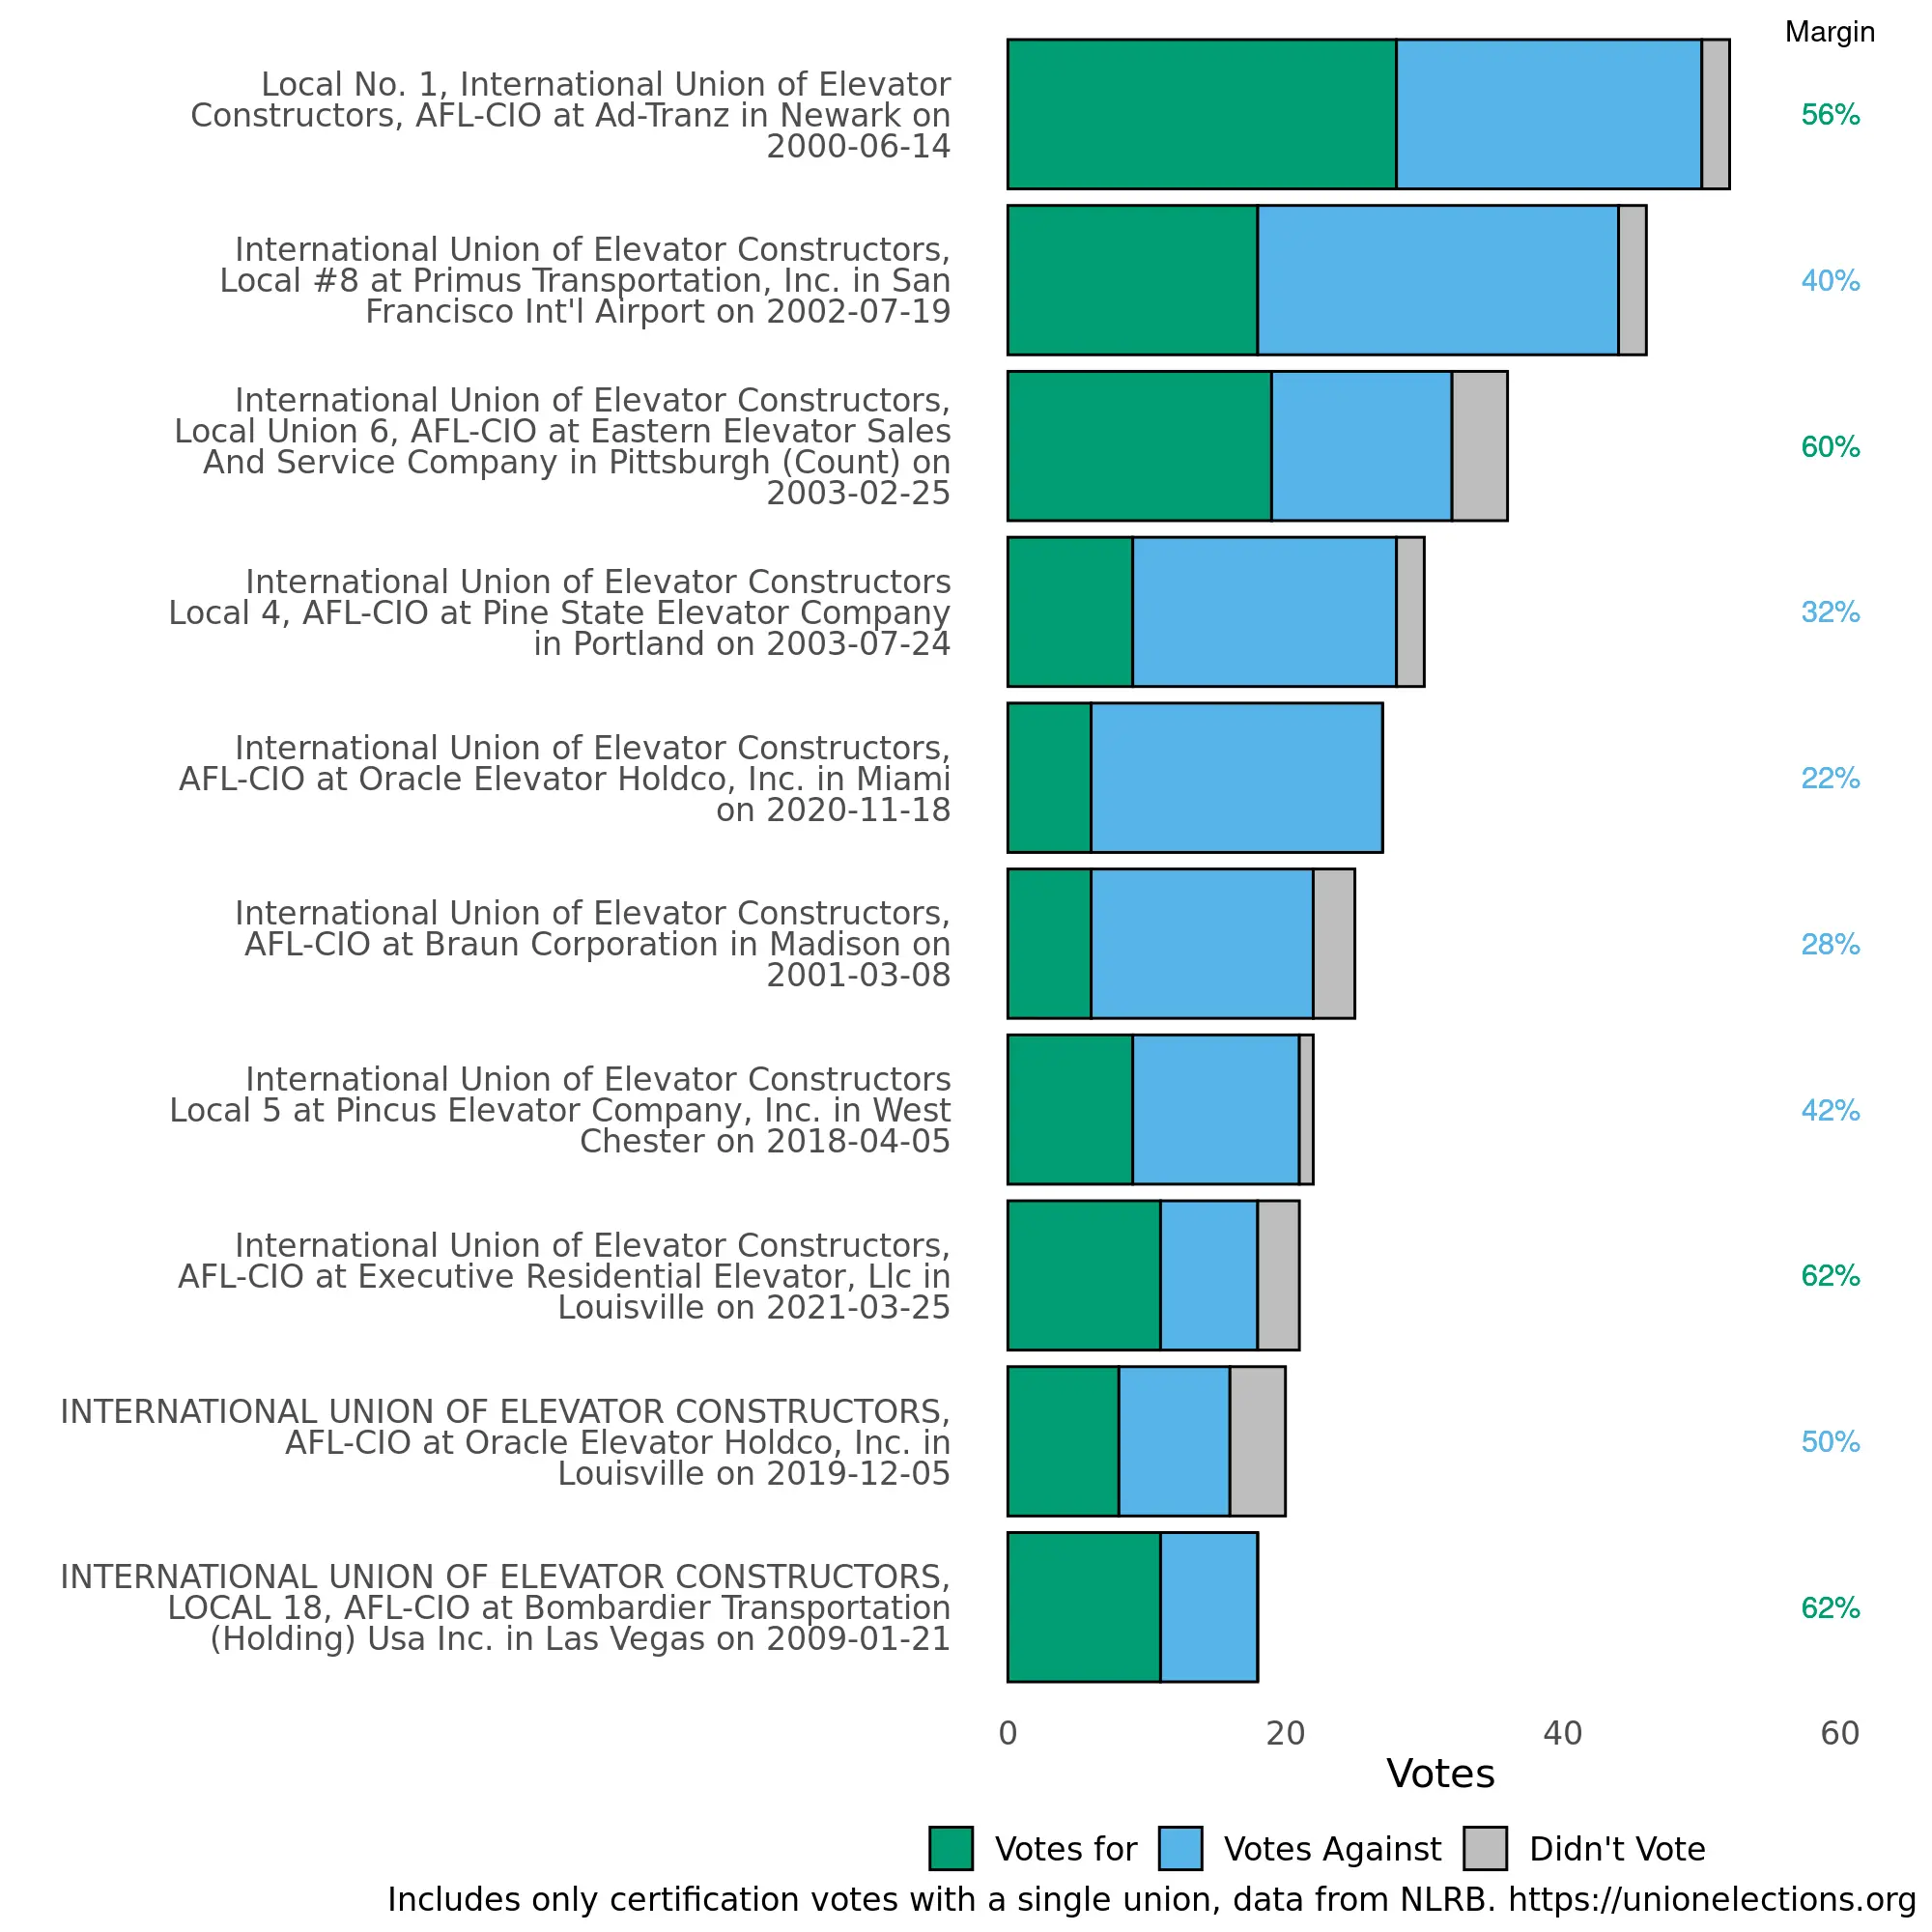 Margin
Local No. 1, International Union of Elevator
Constructors, AFL-CIO at Ad-Tranz in Newark on
2000-06-14
56%
International Union of Elevator Constructors,
Local #8 at Primus Transportation, Inc. in San
Francisco Int'l Airport on 2002-07-19
40%
International Union of Elevator Constructors,
Local Union 6, AFL-CIO at Eastern Elevator Sales
And Service Company in Pittsburgh (Count) on
2003-02-25
60%
International Union of Elevator Constructors
Local 4, AFL-CIO at Pine State Elevator Company
in Portland on 2003-07-24
32%
International Union of Elevator Constructors,
AFL-CIO at Oracle Elevator Holdco, Inc. in Miami
on 2020-11-18
22%
International Union of Elevator Constructors,
AFL-CIO at Braun Corporation in Madison on
2001-03-08
28%
International Union of Elevator Constructors
Local 5 at Pincus Elevator Company, Inc. in West
Chester on 2018-04-05
42%
International Union of Elevator Constructors,
AFL-CIO at Executive Residential Elevator, Llc in
Louisville on 2021-03-25
62%
INTERNATIONAL UNION OF ELEVATOR CONSTRUCTORS,
AFL-CIO at Oracle Elevator Holdco, Inc. in
Louisville on 2019-12-05
50%
INTERNATIONAL UNION OF ELEVATOR CONSTRUCTORS,
LOCAL 18, AFL-CIO at Bombardier Transportation
(Holding) Usa Inc. in Las Vegas on 2009-01-21
62%
0 20 40 60
Votes
Votes for Votes Against Didn't Vote
Includes only certification votes with a single union, data from NLRB. https://unionelections.org